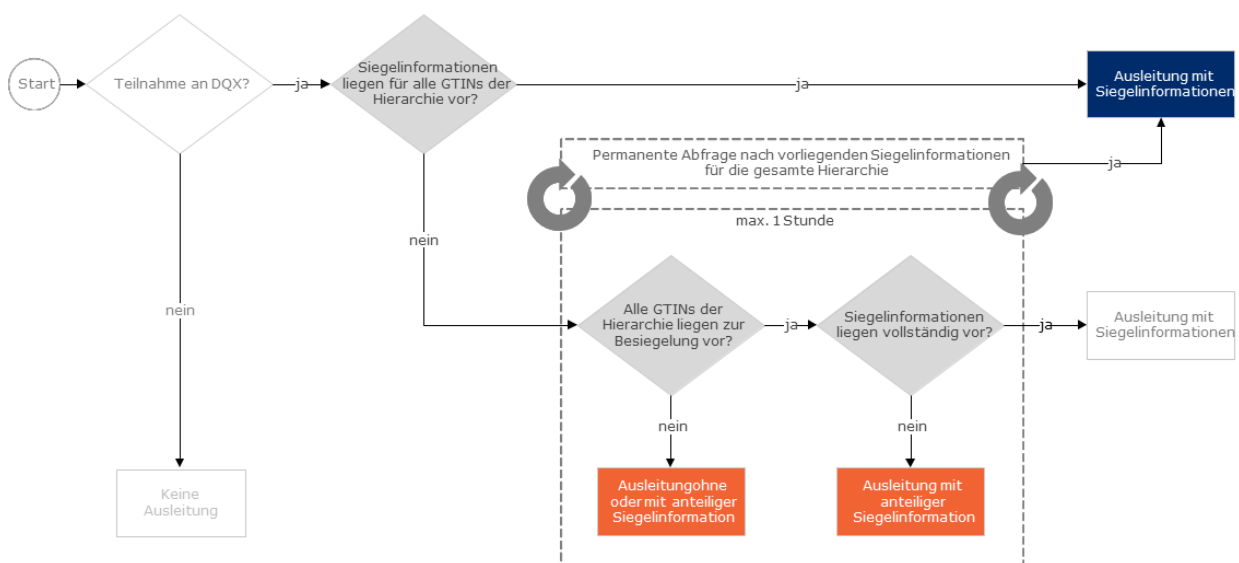 Start
Teilnahme an DQX?
ja
Siegelinformationen
liegen für alle GTINs der
Hierarchie vor?
ja
Ausleitung mit
Siegelinformationen
Permanente Abfrage nach vorliegenden Siegelinformationen
für die gesamte Hierarchie
ja
max. 1 Stunde
nein
nein
Alle GTINs der
Hierarchie liegen zur
Besiegelung vor?
ja
Siegelinformationen
liegen vollständig vor?
ja
Ausleitung mit
Siegelinformationen
nein
nein
Keine
Ausleitung
Ausleitungohne
oder mit anteiliger
Siegelinformation
Ausleitung mit
anteiliger
Siegelinformation